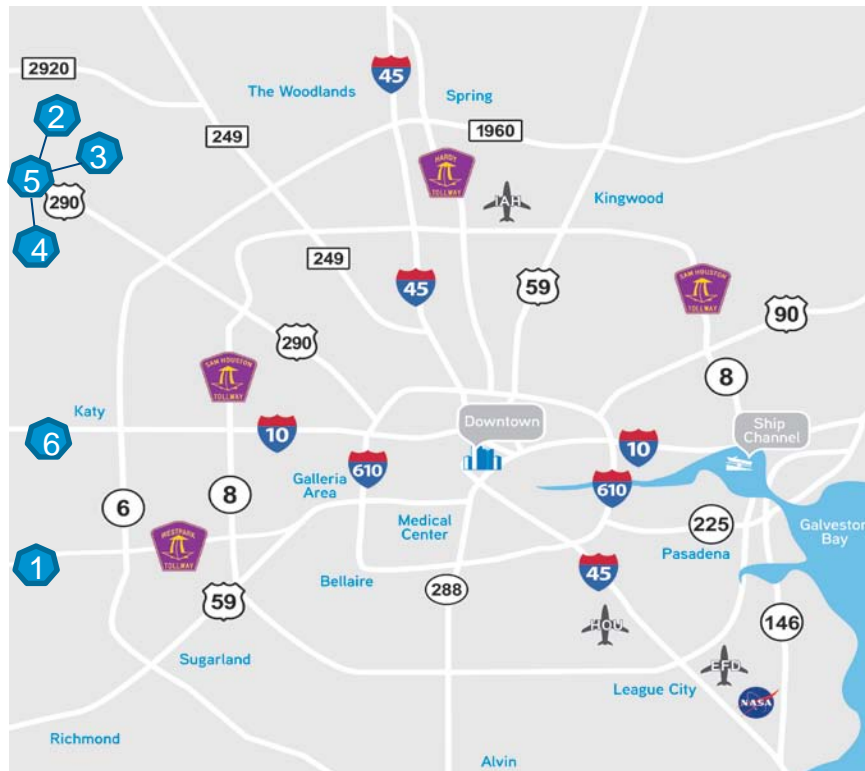 45
2920
The Woodlands
Spring
2
1960
249
3
HARDY
TOLLWAY
5
290
IAH
Kingwood
4
249
SAM HOUSTON
TOLLWAY
45
59
90
290
SAM HOUSTON
TOLLWAY
8
Katy
Downtown
Ship
Channel
6
10
10
610
Galleria
Area
610
6
8
Medical
Center
225
Galveston
Bay
WESTPARK
TOLLWAY
Pasadena
1
Bellaire
45
288
59
HOU
146
Sugarland
EFD
League City
NASA
Richmond
Alvin